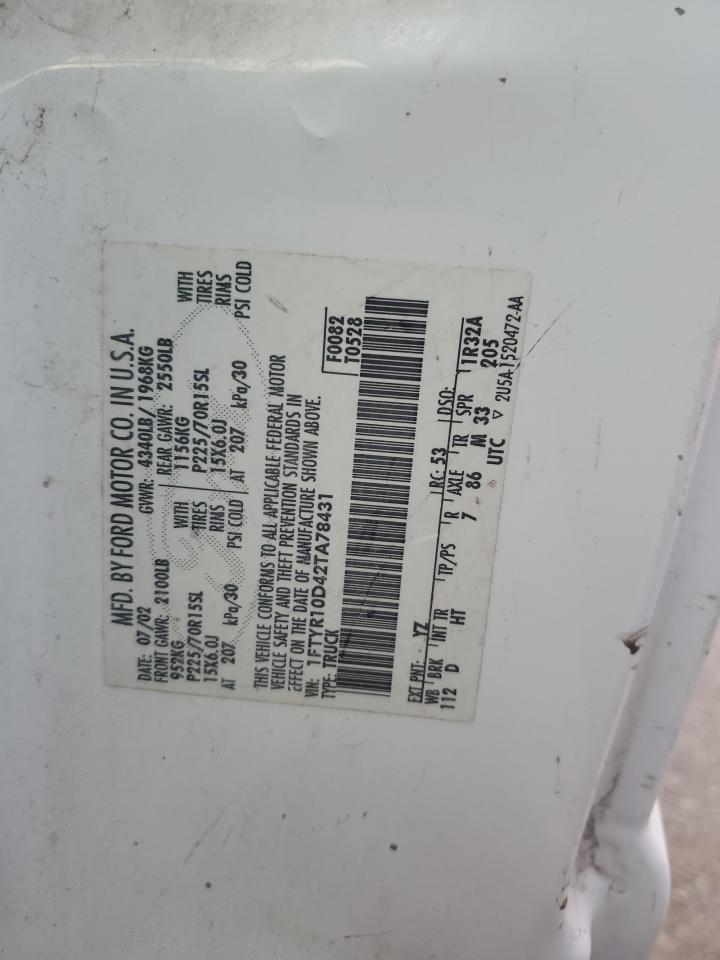 MFD. BY FORD MOTOR CO. IN U.S.A.
DATE: 07/02 GVWR: 4340LB/ 1968KG
FRONT GAWR: 2100LB REAR GAWR: 2550LB
952KG WITH 1156KG WITH
P225/70R15SL TIRES P225/70R15SL TIRES
15X6.0J RIMS 15X6.0J RIMS
AT 207 kPa/30 PSI COLD AT 207 kPa/30 PSI COLD
THIS VEHICLE CONFORMS TO ALL APPLICABLE FEDERAL MOTOR
VEHICLE SAFETY AND THEFT PREVENTION STANDARDS IN
EFFECT ON THE DATE OF MANUFACTURE SHOWN ABOVE.
VIN: 1FTYR10D42TA78431 F0082
TYPE: TRUCK T0528
EXT PNT: YZ RC: 53 DSO:
WB BRK INT TR TP/PS R AXLE TR SPR 1R32A
112 D HT 7 86 M 33 205
UTC ▽ 2U5A-1520472-AA